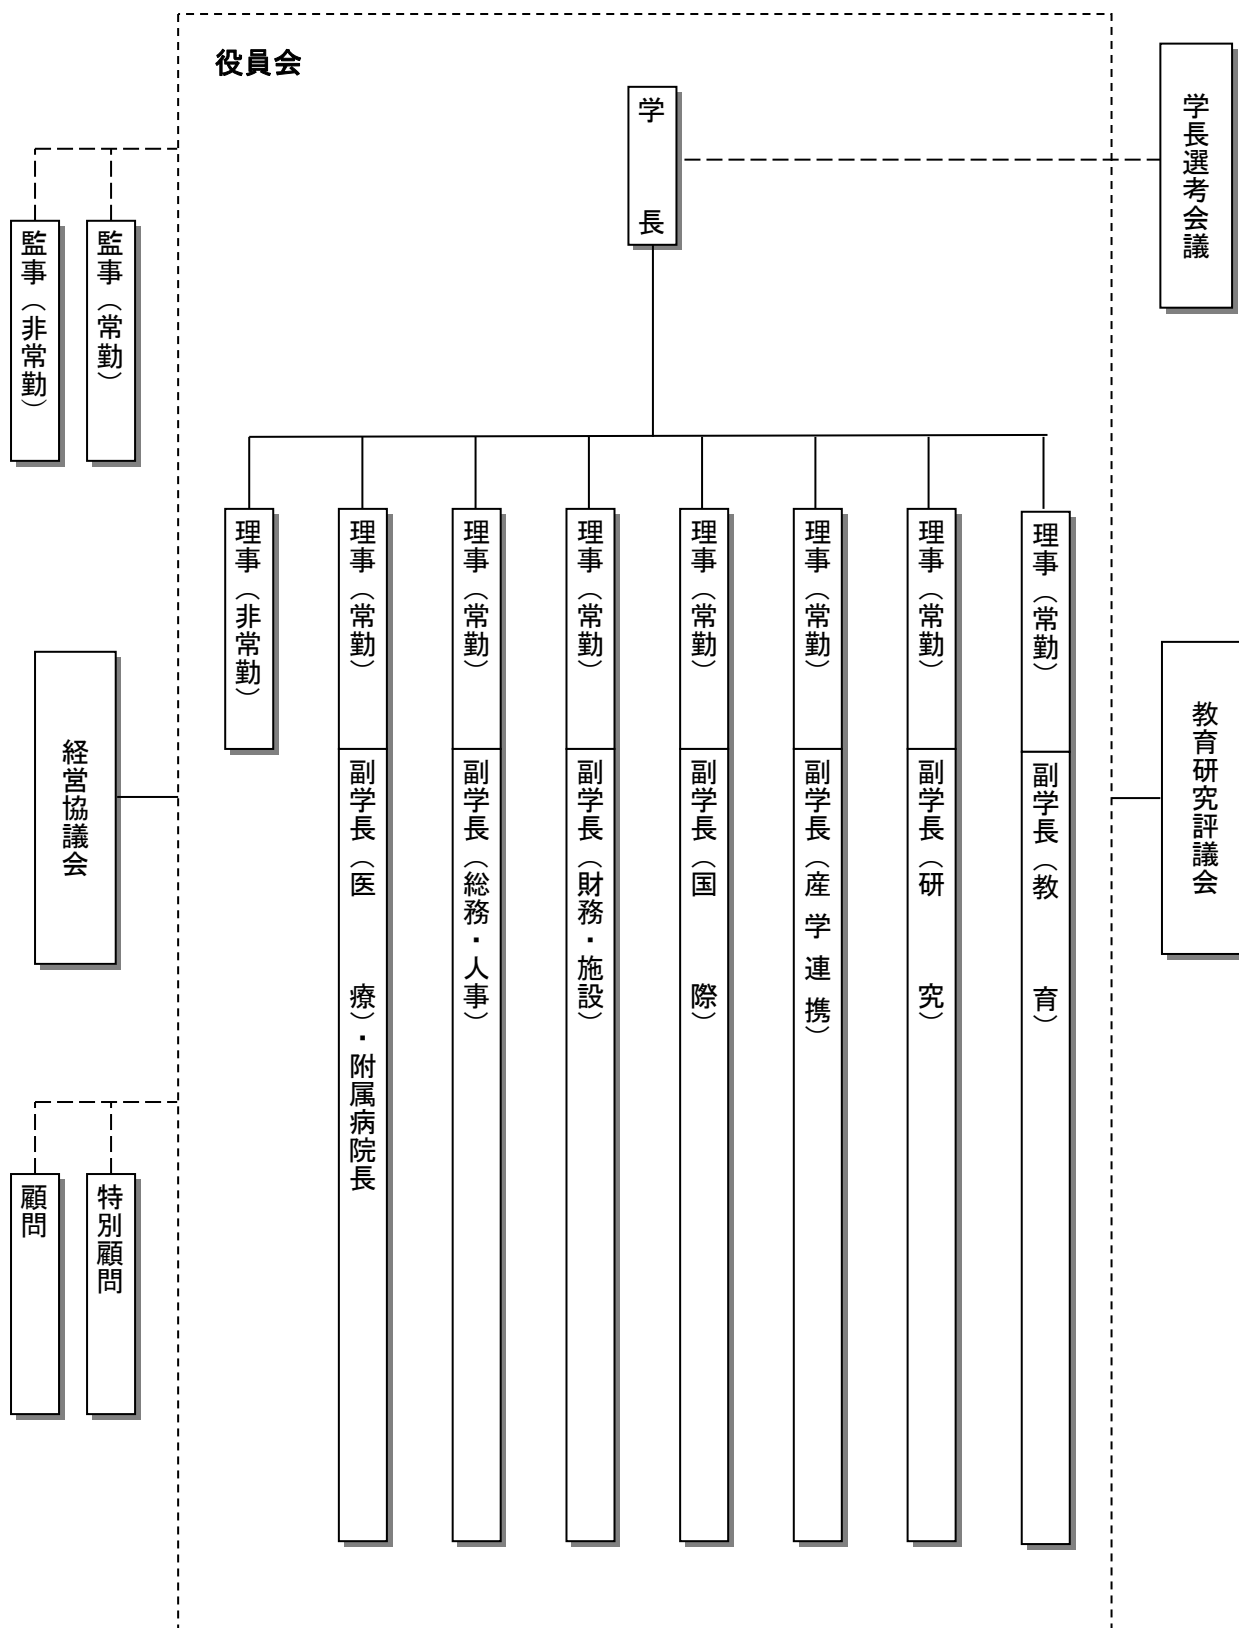 役員会
学長
学長選考会議
監事（常勤）
監事（非常勤）
理事（常勤）
副学長（教育）
理事（常勤）
副学長（研究）
理事（常勤）
副学長（産学連携）
理事（常勤）
副学長（国際）
理事（常勤）
副学長（財務・施設）
理事（常勤）
副学長（総務・人事）
理事（常勤）
副学長（医療）・附属病院長
理事（非常勤）
教育研究評議会
経営協議会
特別顧問
顧問